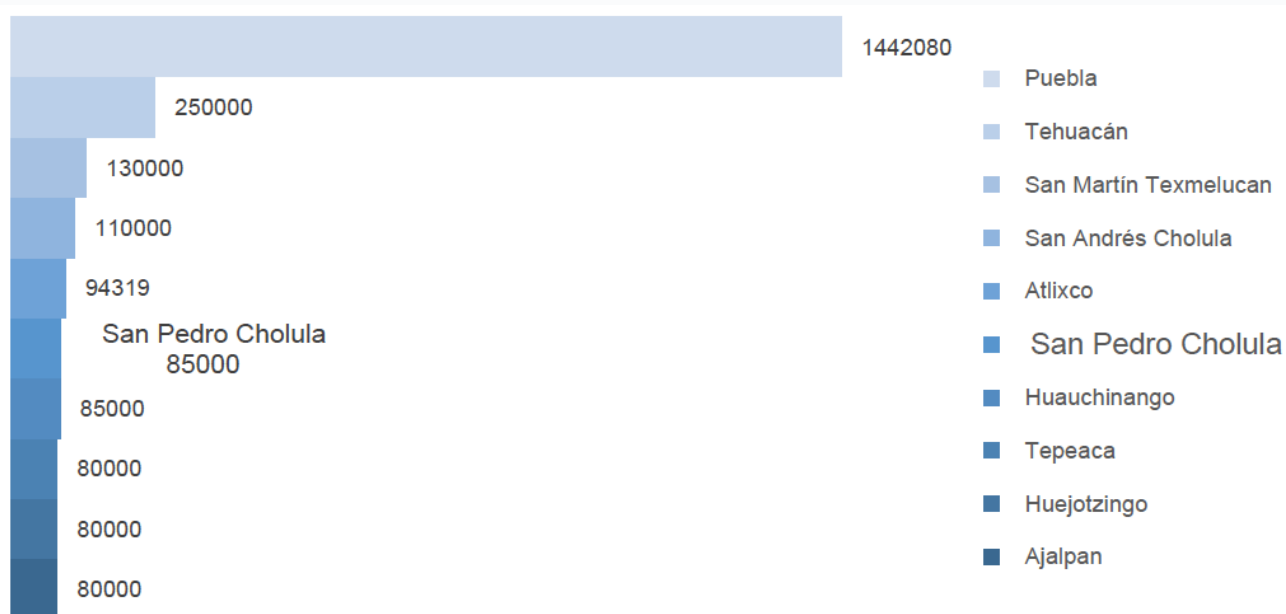 1442080
250000
130000
110000
94319
San Pedro Cholula
85000
85000
80000
80000
80000
Puebla
Tehuacán
San Martín Texmelucan
San Andrés Cholula
Atlixco
San Pedro Cholula
Huauchinango
Tepeaca
Huejotzingo
Ajalpan